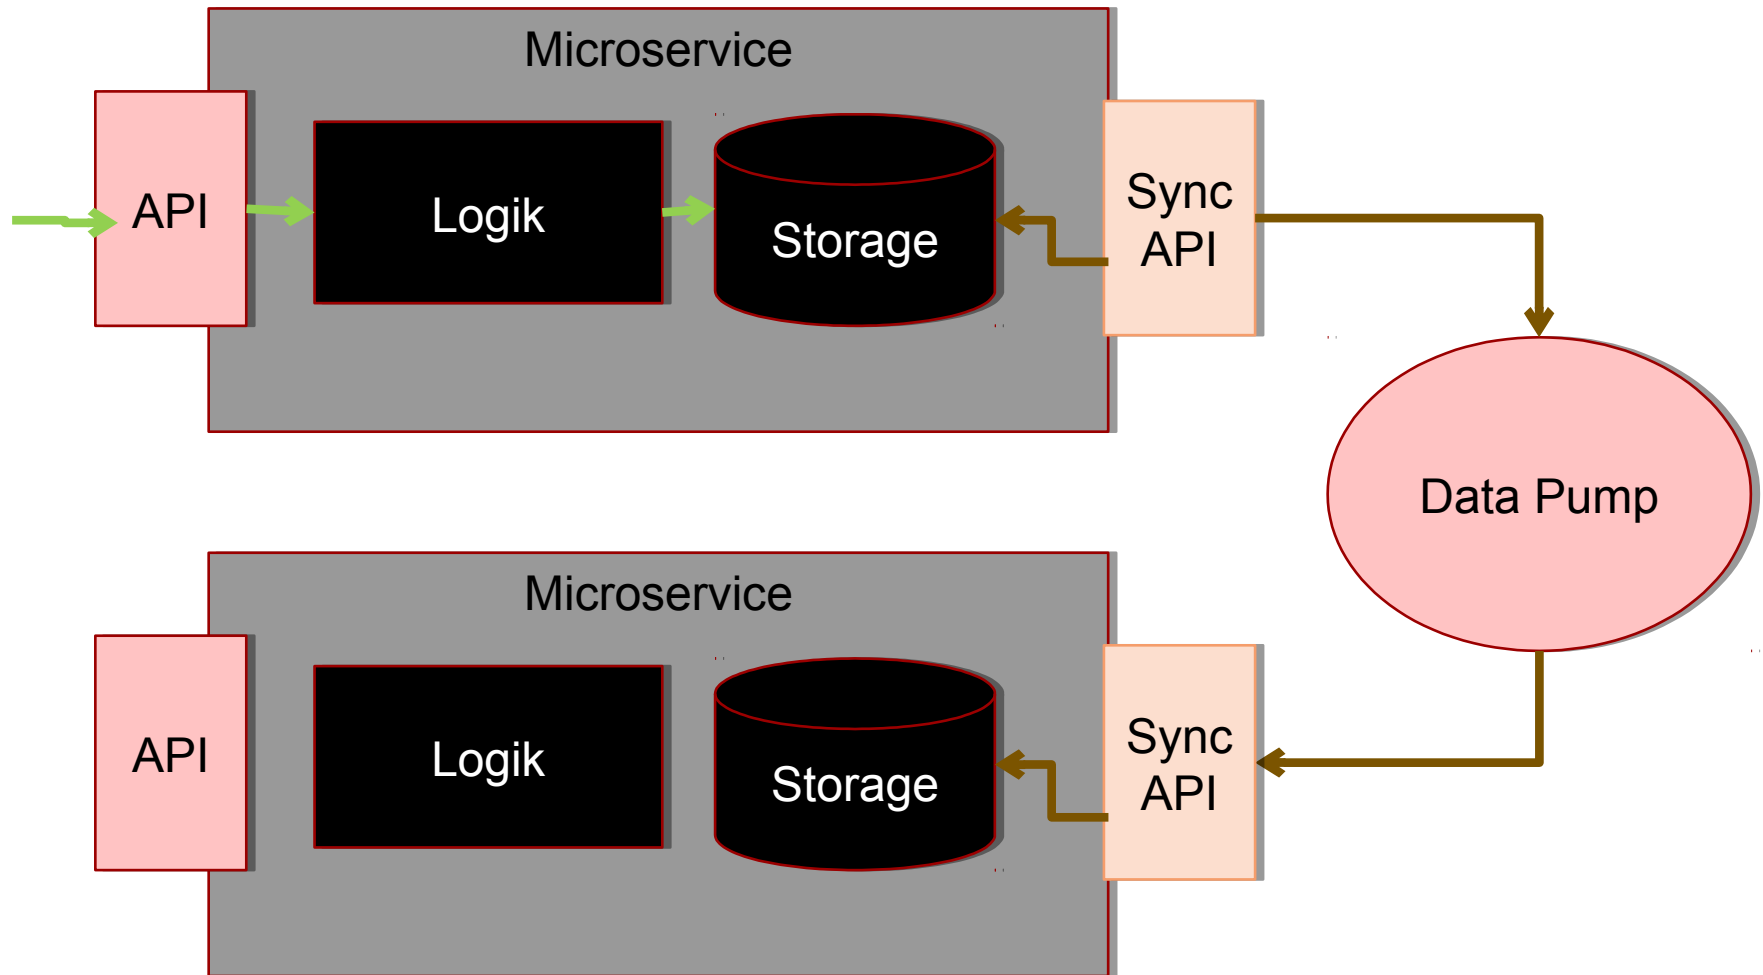 Microservice
API
Logik
Storage
Sync
API
Data Pump
Microservice
API
Logik
Storage
Sync
API